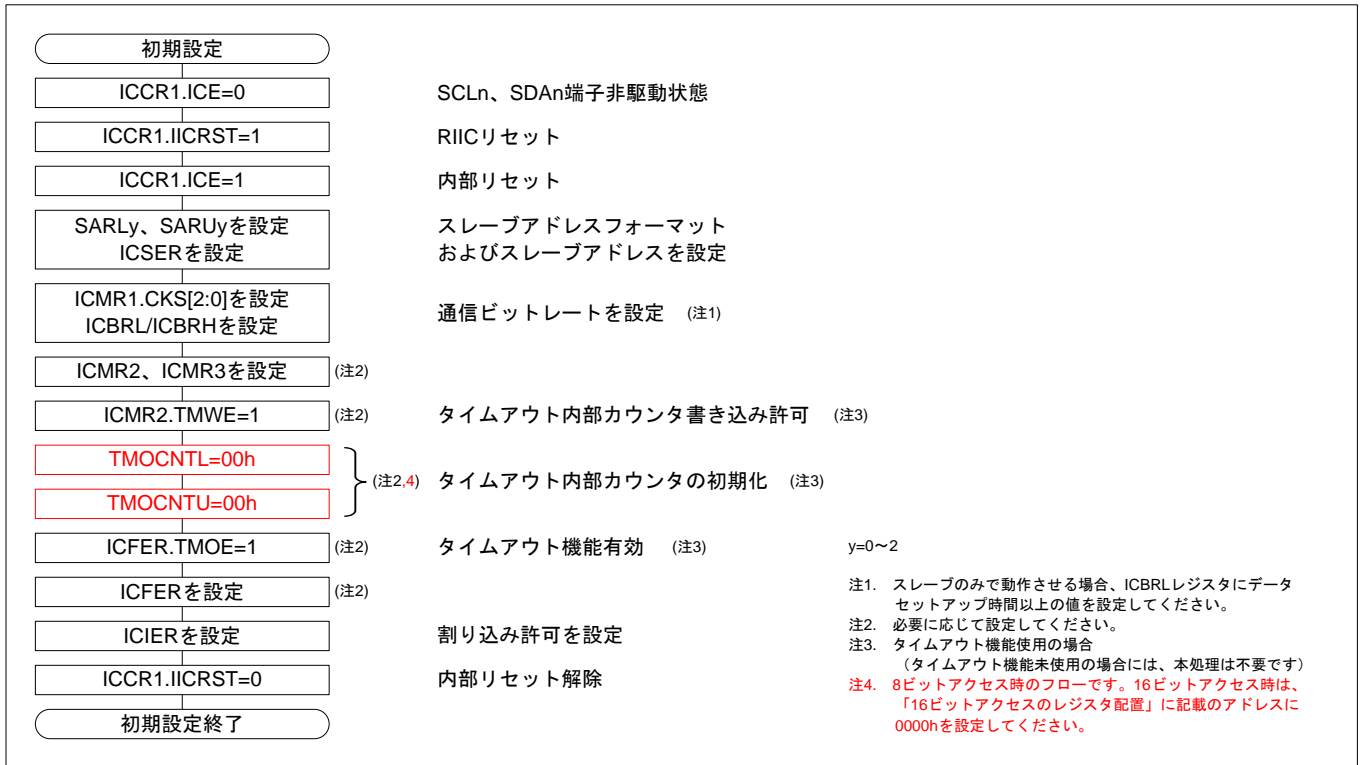 初期設定
ICCR1.ICE=0
SCLn、SDAn端子非駆動状態
ICCR1.IICRST=1
RIICリセット
ICCR1.ICE=1
内部リセット
SARLy、SARUyを設定
ICSERを設定
スレーブアドレスフォーマット
およびスレーブアドレスを設定
ICMR1.CKS[2:0]を設定
ICBRL/ICBRHを設定
通信ビットレートを設定 (注1)
ICMR2、ICMR3を設定 (注2)
ICMR2.TMWE=1 (注2)
タイムアウト内部カウンタ書き込み許可 (注3)
TMOCNTL=00h
TMOCNTU=00h
(注2,4) タイムアウト内部カウンタの初期化 (注3)
ICFER.TMOE=1 (注2)
タイムアウト機能有効 (注3)
ICFERを設定 (注2)
ICIERを設定
割り込み許可を設定
ICCR1.IICRST=0
内部リセット解除
初期設定終了
y=0～2
注1. スレーブのみで動作させる場合、ICBRLレジスタにデータ
セットアップ時間以上の値を設定してください。
注2. 必要に応じて設定してください。
注3. タイムアウト機能使用の場合
（タイムアウト機能未使用の場合には、本処理は不要です）
注4. 8ビットアクセス時のフローです。16ビットアクセス時は、
「16ビットアクセスのレジスタ配置」に記載のアドレスに
0000hを設定してください。